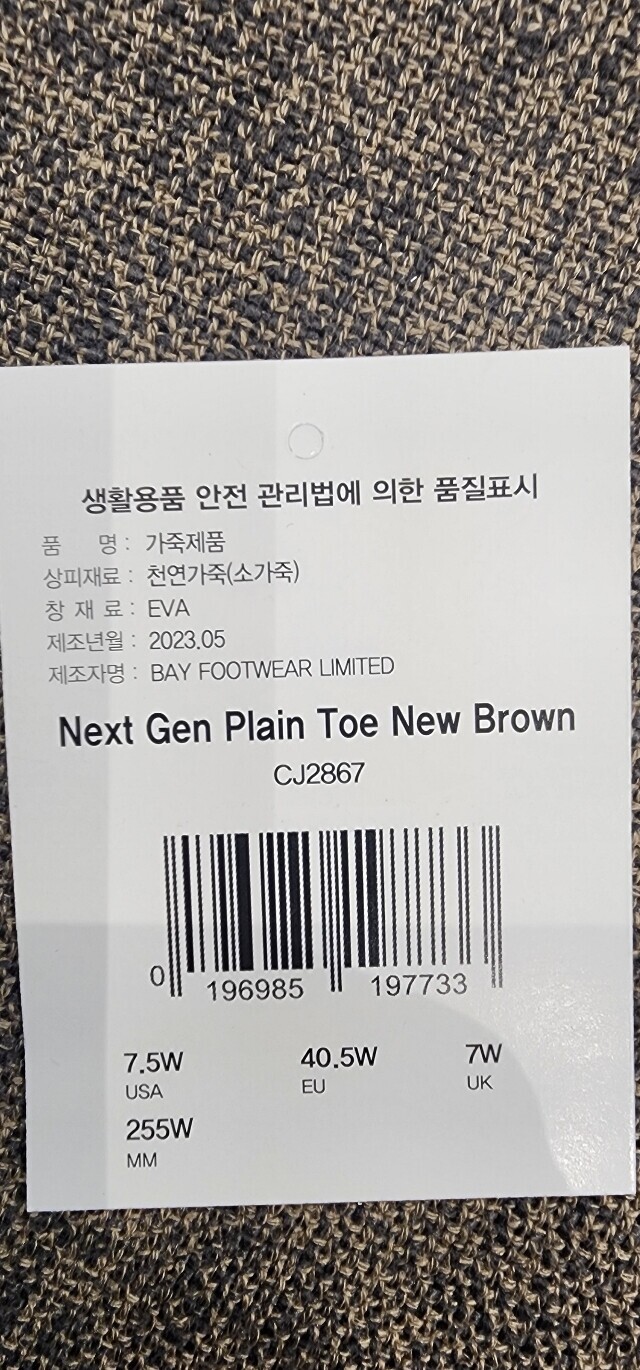 생활용품 안전 관리법에 의한 품질표시
품 명 : 가죽제품
상피재료 : 천연가죽(소가죽)
창 재 료 : EVA
제조년월 : 2023.05
제조자명 : BAY FOOTWEAR LIMITED
Next Gen Plain Toe New Brown
CJ2867
0 196985 197733
7.5W 40.5W 7W
USA EU UK
255W
MM